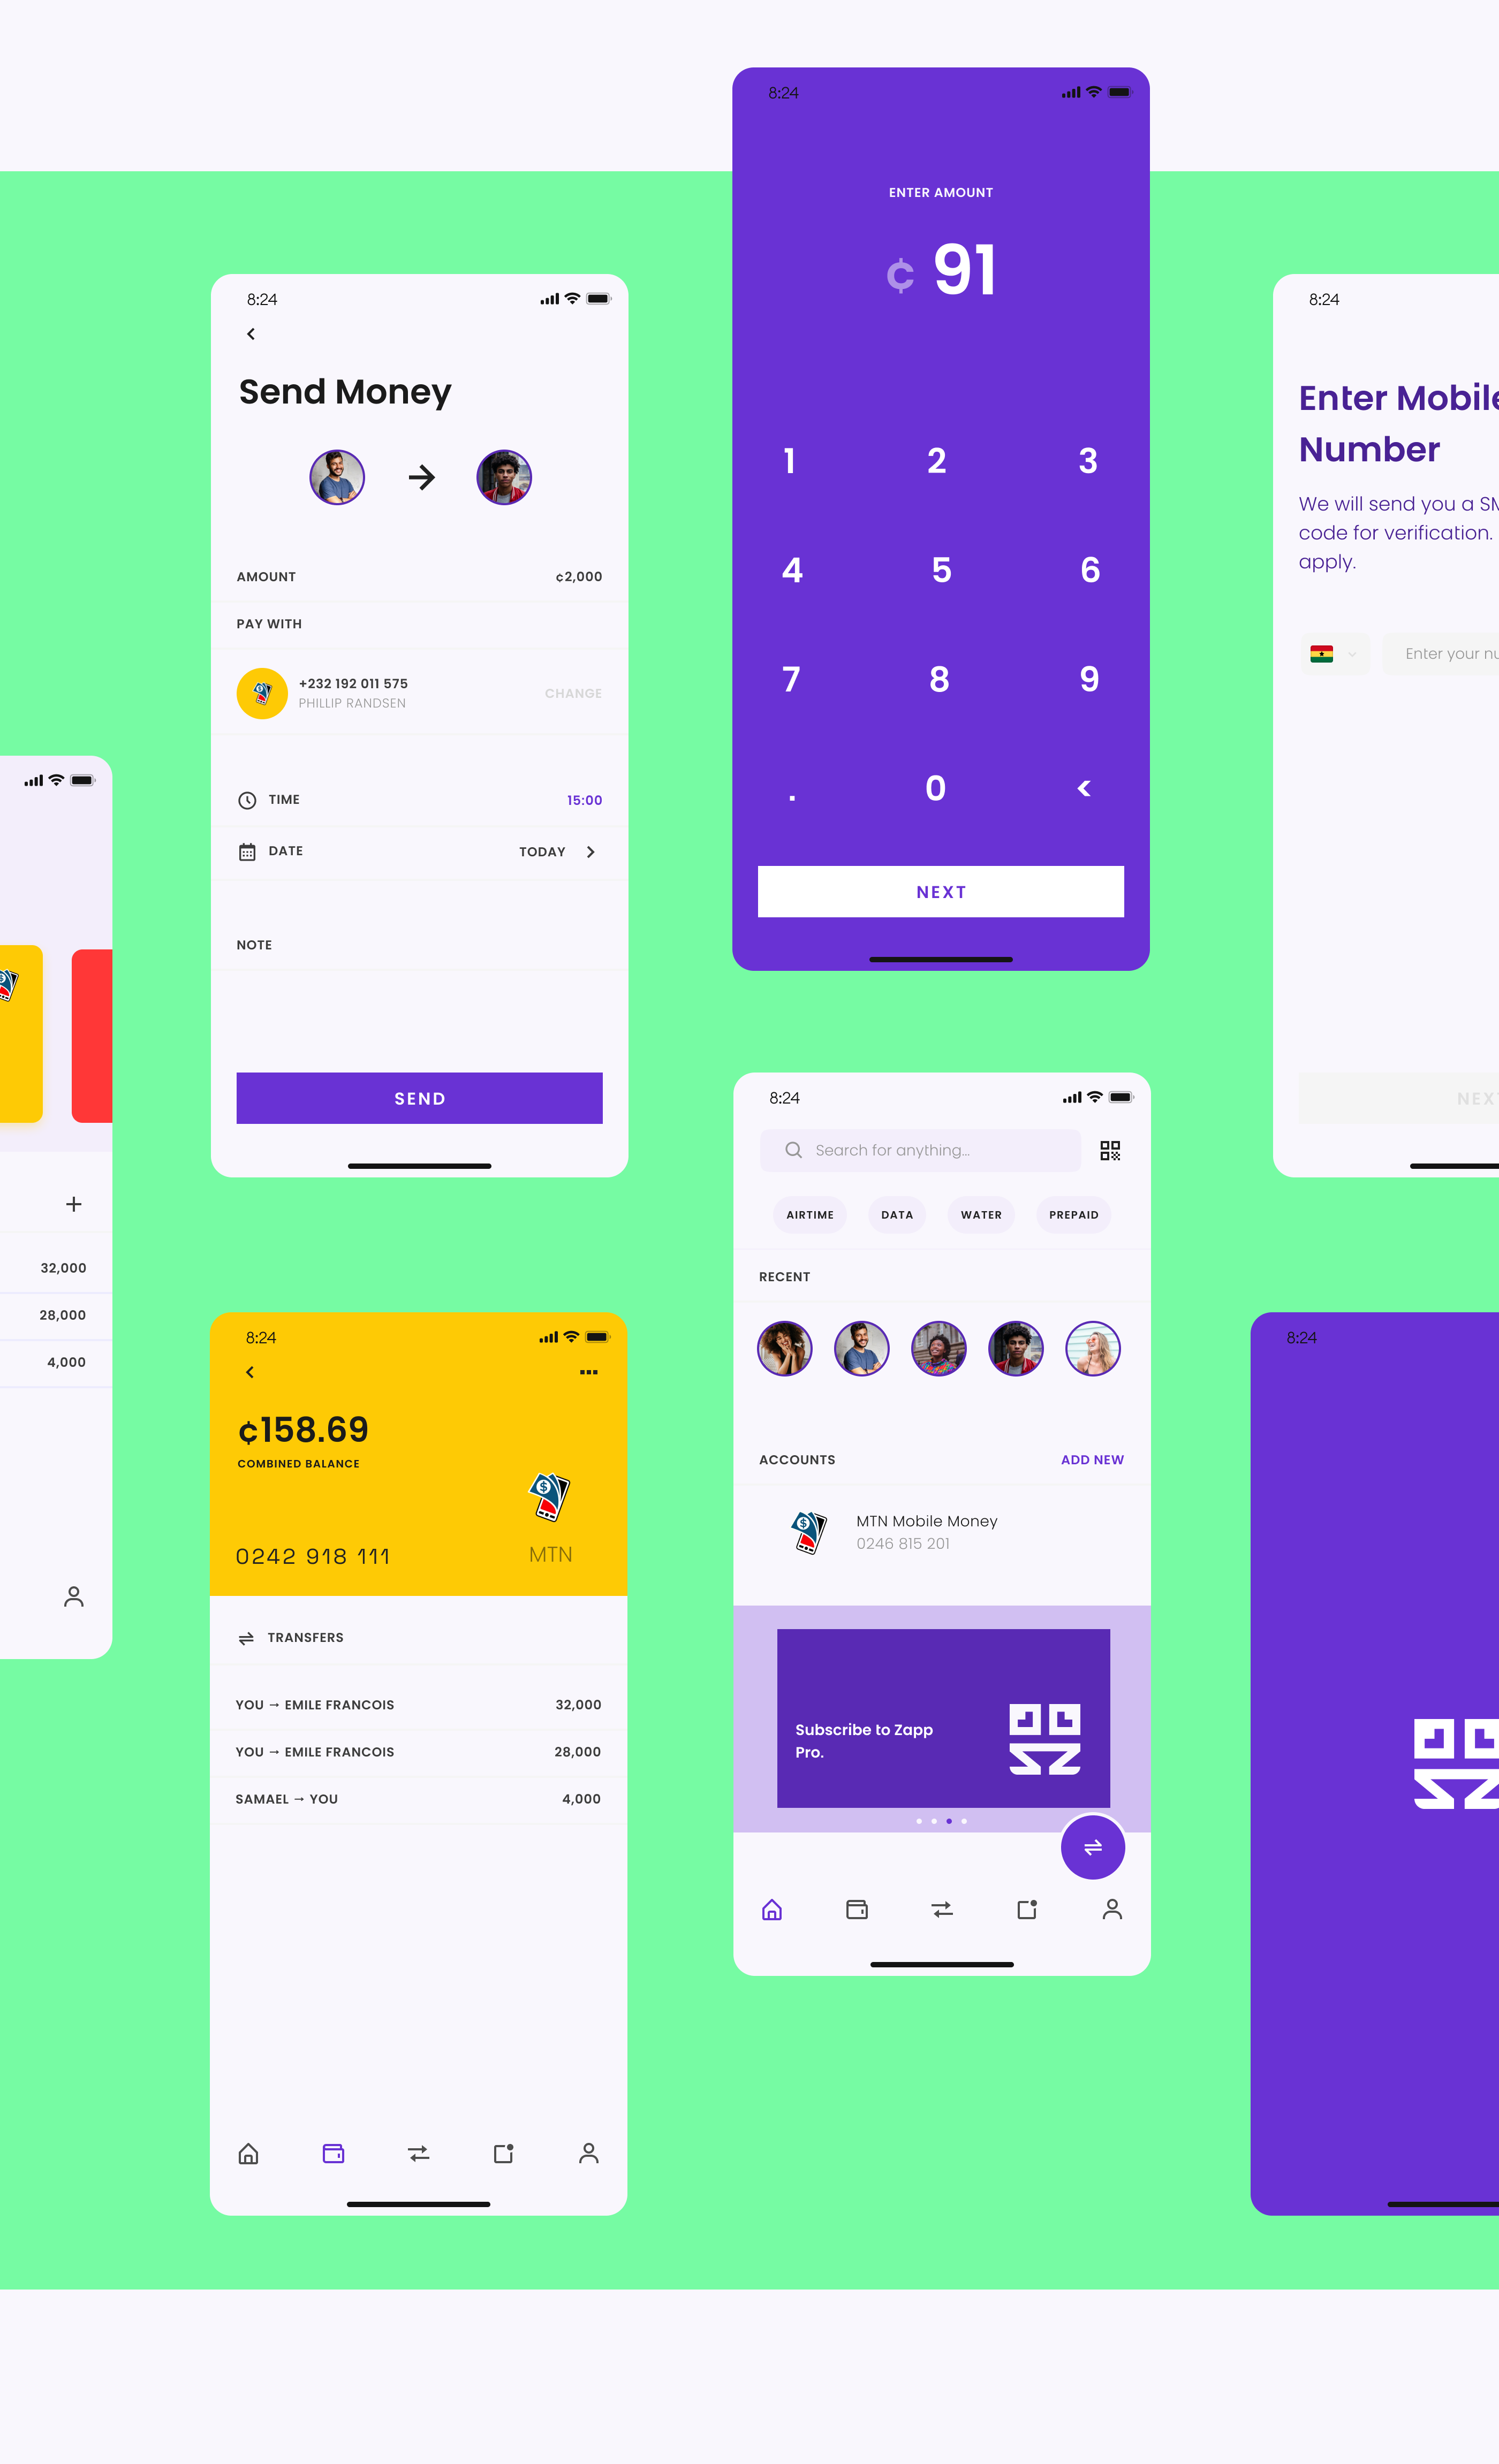 8:24
ENTER AMOUNT
¢ 91
1 2 3
4 5 6
7 8 9
. 0 <
NEXT
8:24
Send Money
AMOUNT ¢2,000
PAY WITH
+232 192 011 575
PHILLIP RANDSEN
CHANGE
TIME 15:00
DATE TODAY
NOTE
SEND
8:24
Enter Mobile
Number
We will send you a SM
code for verification.
apply.
Enter your nu
NEX
32,000
28,000
4,000
8:24
Search for anything...
AIRTIME DATA WATER PREPAID
RECENT
ACCOUNTS ADD NEW
MTN Mobile Money
0246 815 201
Subscribe to Zapp
Pro.
8:24
¢158.69
COMBINED BALANCE
0242 918 111
MTN
TRANSFERS
YOU → EMILE FRANCOIS 32,000
YOU → EMILE FRANCOIS 28,000
SAMAEL → YOU 4,000
8:24